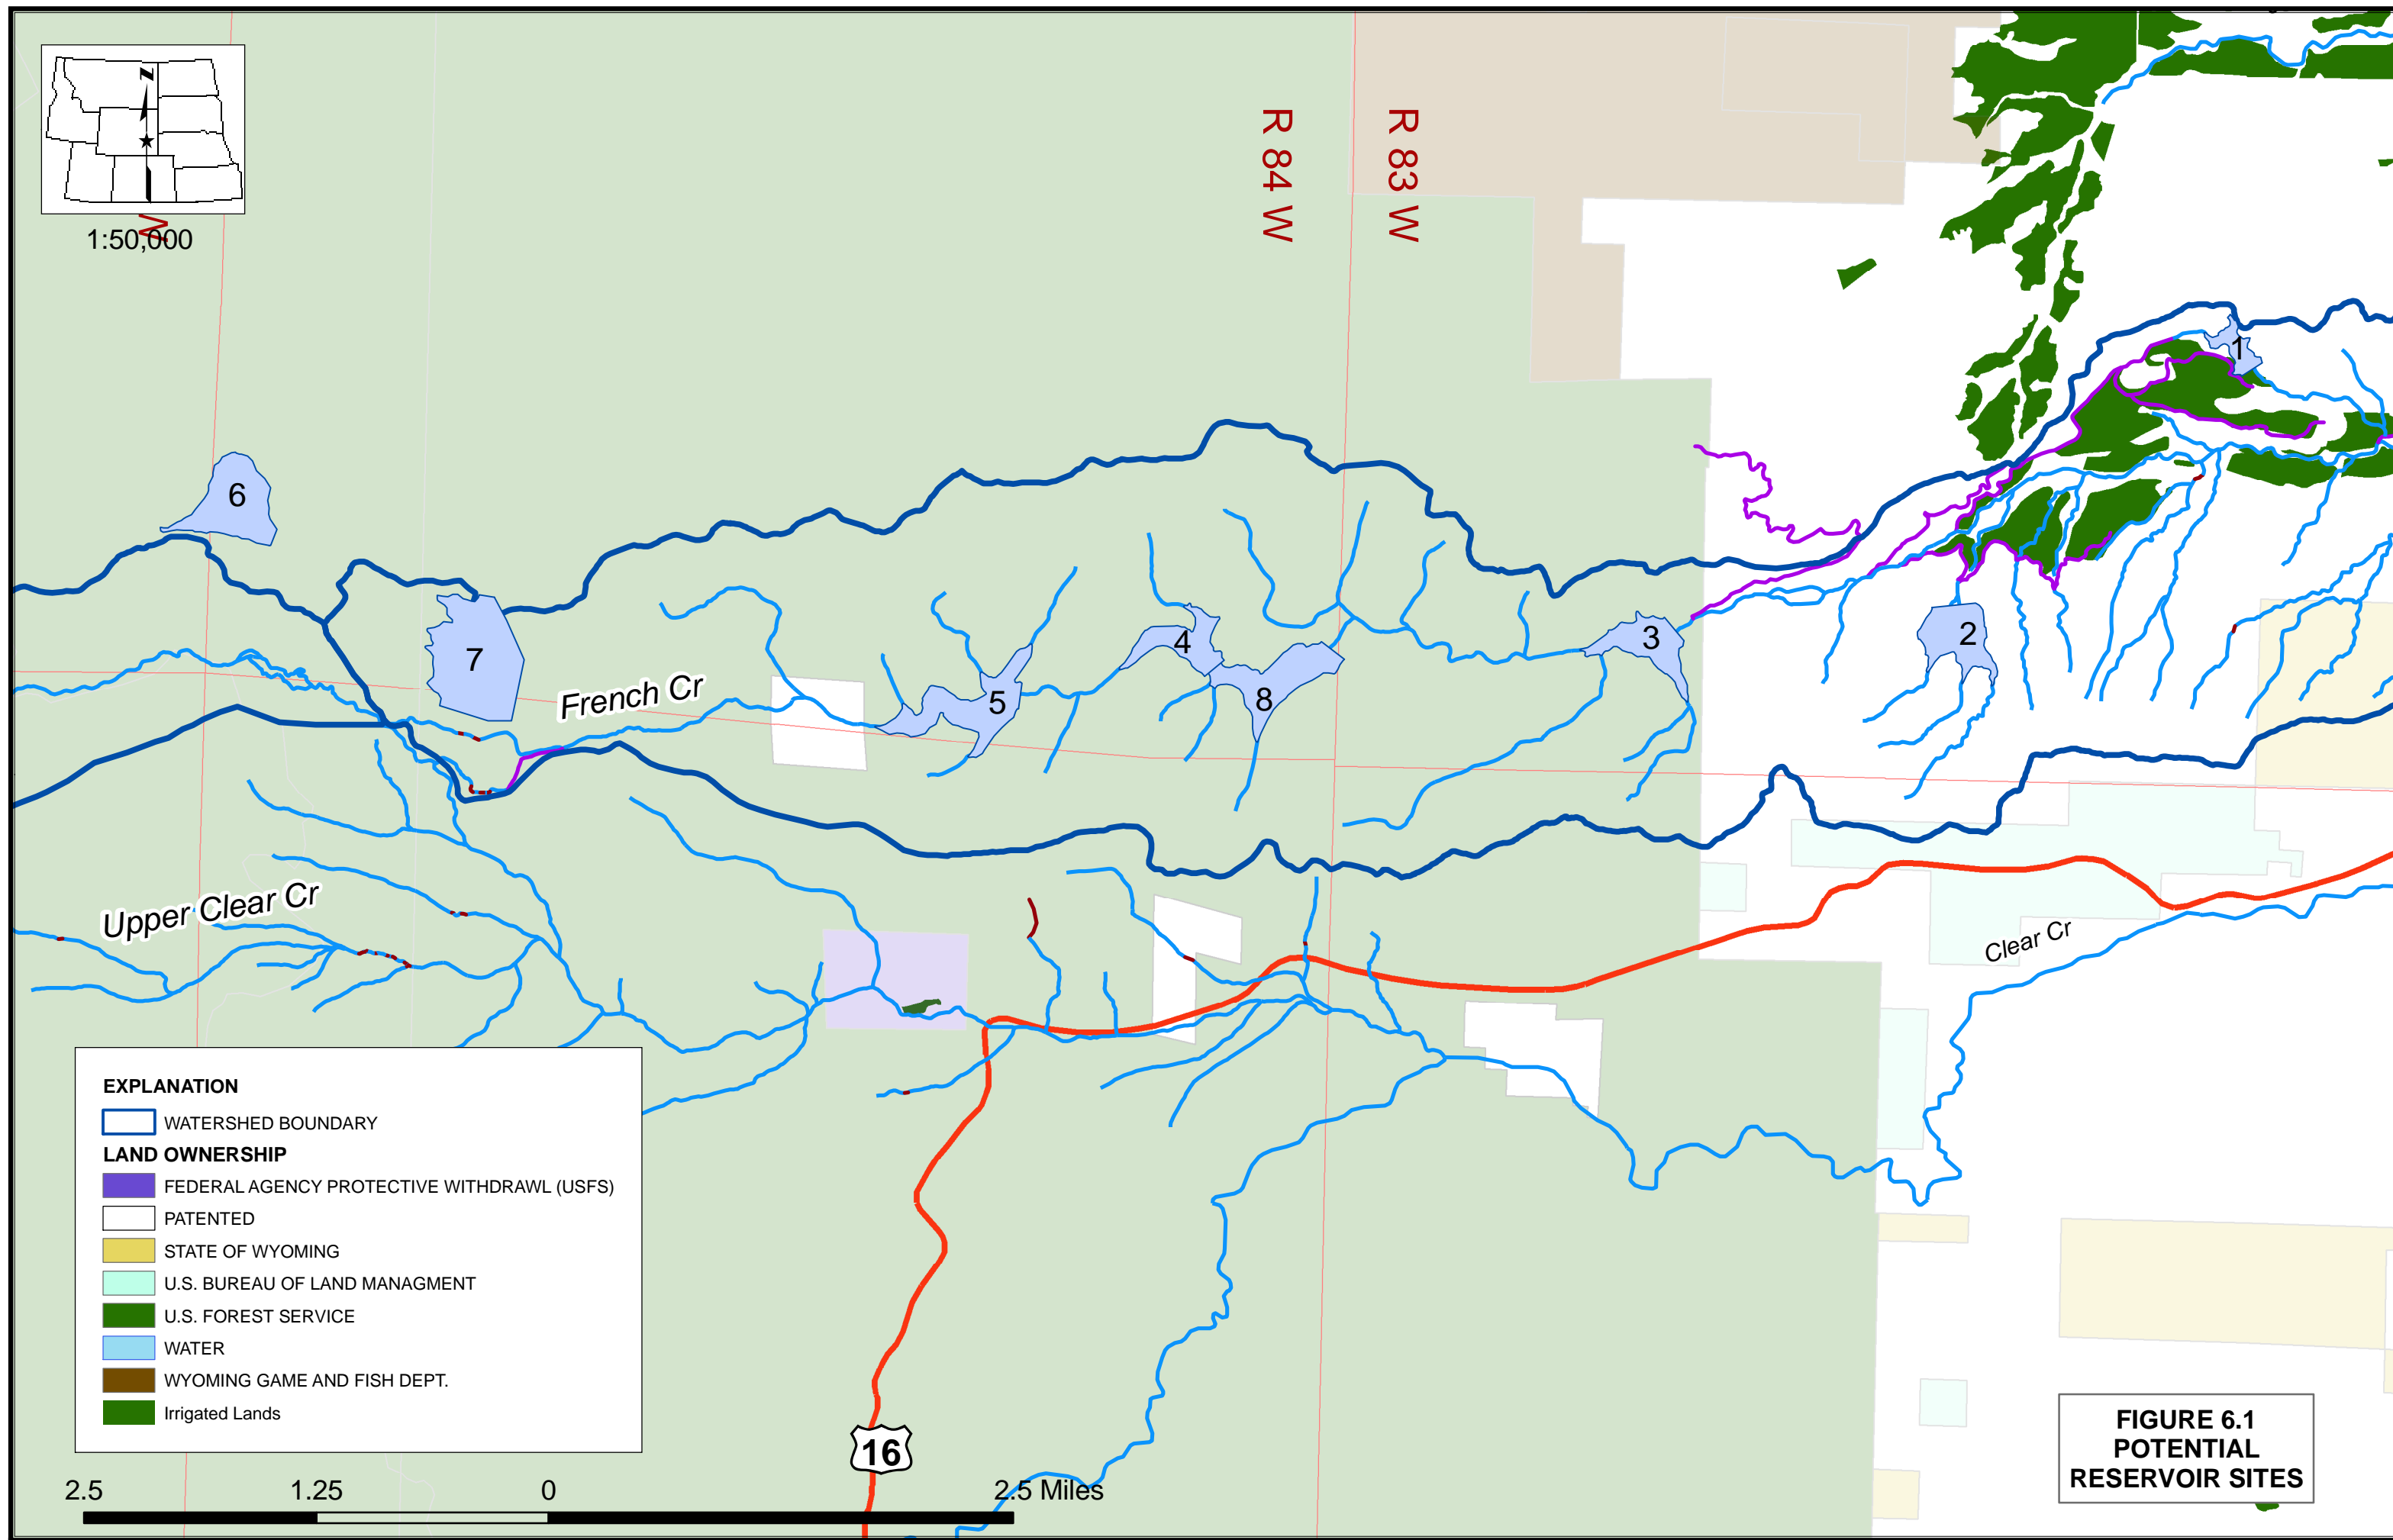 N
W
1:50,000
R 84 W
R 83 W
1
6
2
3
4
7
5
8
French Cr
Upper Clear Cr
Clear Cr
EXPLANATION
WATERSHED BOUNDARY
LAND OWNERSHIP
FEDERAL AGENCY PROTECTIVE WITHDRAWL (USFS)
PATENTED
STATE OF WYOMING
U.S. BUREAU OF LAND MANAGMENT
U.S. FOREST SERVICE
WATER
WYOMING GAME AND FISH DEPT.
Irrigated Lands
16
2.5 1.25 0 2.5 Miles
FIGURE 6.1
POTENTIAL
RESERVOIR SITES